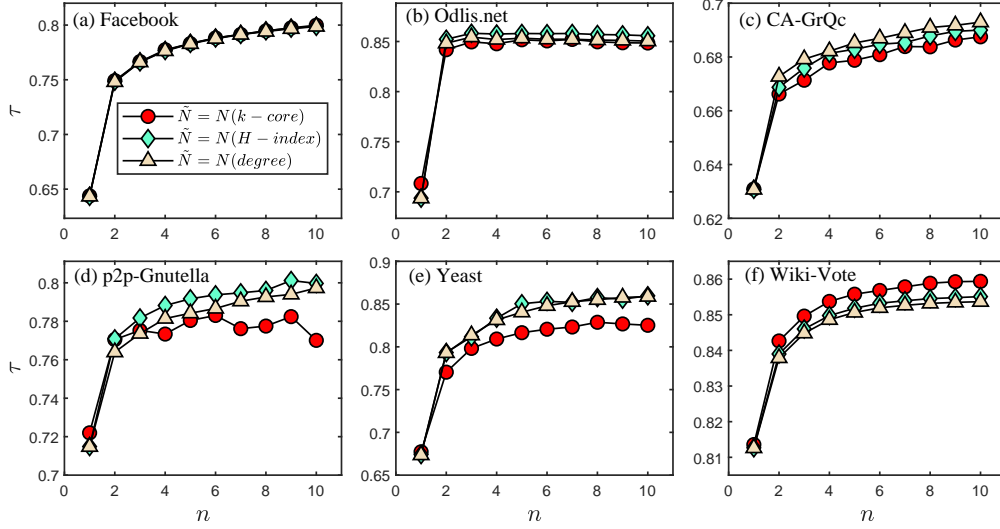 (a) Facebook
0.8
0.75
0.7
0.65
τ
0 2 4 6 8 10
Ñ = N(k − core)
Ñ = N(H − index)
Ñ = N(degree)
(b) Odlis.net
0.9
0.85
0.8
0.75
0.7
0 2 4 6 8 10
(c) CA-GrQc
0.7
0.68
0.66
0.64
0.62
0 2 4 6 8 10
(d) p2p-Gnutella
0.8
0.78
0.76
0.74
0.72
0.7
τ
0 2 4 6 8 10
n
(e) Yeast
0.9
0.85
0.8
0.75
0.7
0.65
0 2 4 6 8 10
n
(f) Wiki-Vote
0.86
0.85
0.84
0.83
0.82
0.81
0 2 4 6 8 10
n